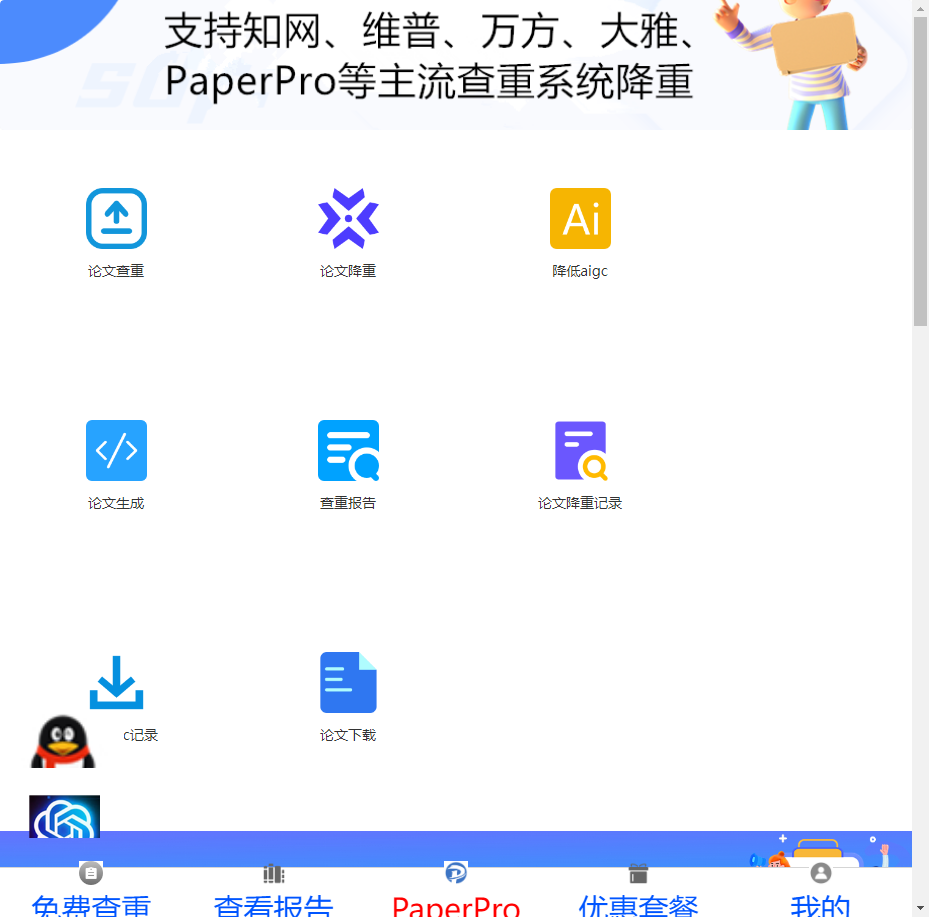 支持知网、维普、万方、大雅、
PaperPro等主流查重系统降重
Ai
论文查重
论文降重
降低aigc
论文生成
查重报告
论文降重记录
c记录
论文下载
免费查重
查看报告
PaperPro
优惠套餐
我的